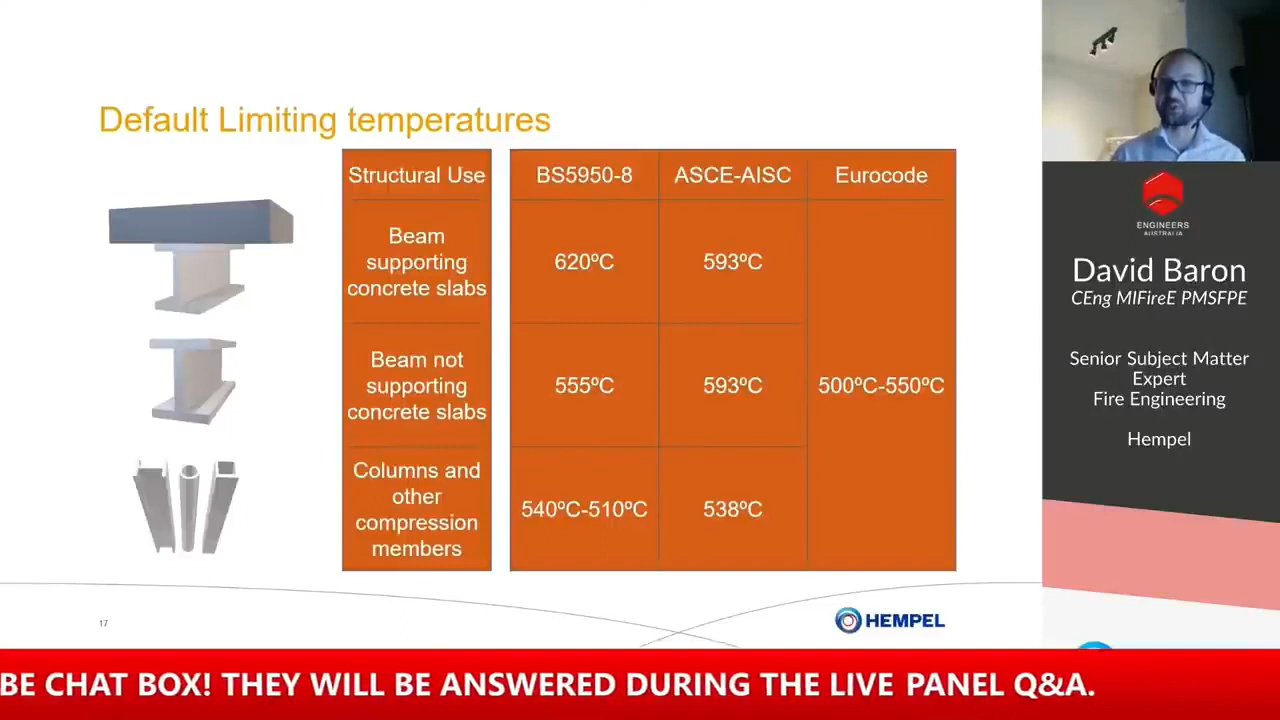 Default Limiting temperatures
Structural Use
BS5950-8
ASCE-AISC
Eurocode
Beam
supporting
concrete slabs
620ºC
593ºC
Beam not
supporting
concrete slabs
555ºC
593ºC
500ºC-550ºC
Columns and
other
compression
members
540ºC-510ºC
538ºC
17
HEMPEL
ENGINEERS
AUSTRALIA
David Baron
CEng MIFireE PMSFPE
Senior Subject Matter
Expert
Fire Engineering
Hempel
BE CHAT BOX! THEY WILL BE ANSWERED DURING THE LIVE PANEL Q&A.